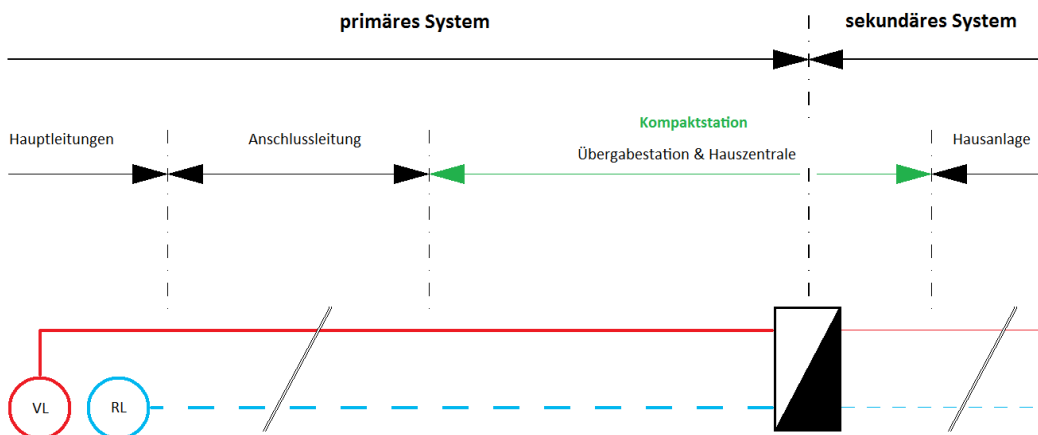 primäres System
sekundäres System
Hauptleitungen
Anschlussleitung
Kompaktstation
Übergabestation & Hauszentrale
Hausanlage
VL
RL